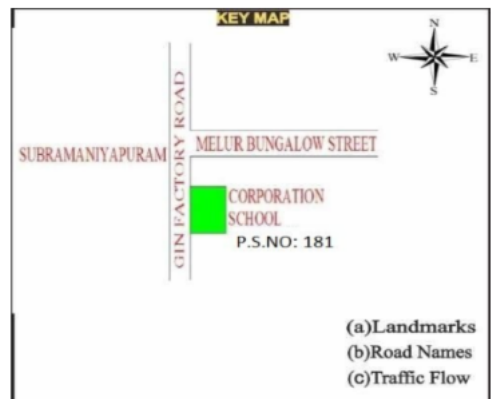 KEY MAP
N
W
E
S
GIN FACTORY ROAD
MELUR BUNGALOW STREET
SUBRAMANIYAPURAM
CORPORATION
SCHOOL
P.S.NO: 181
(a)Landmarks
(b)Road Names
(c)Traffic Flow